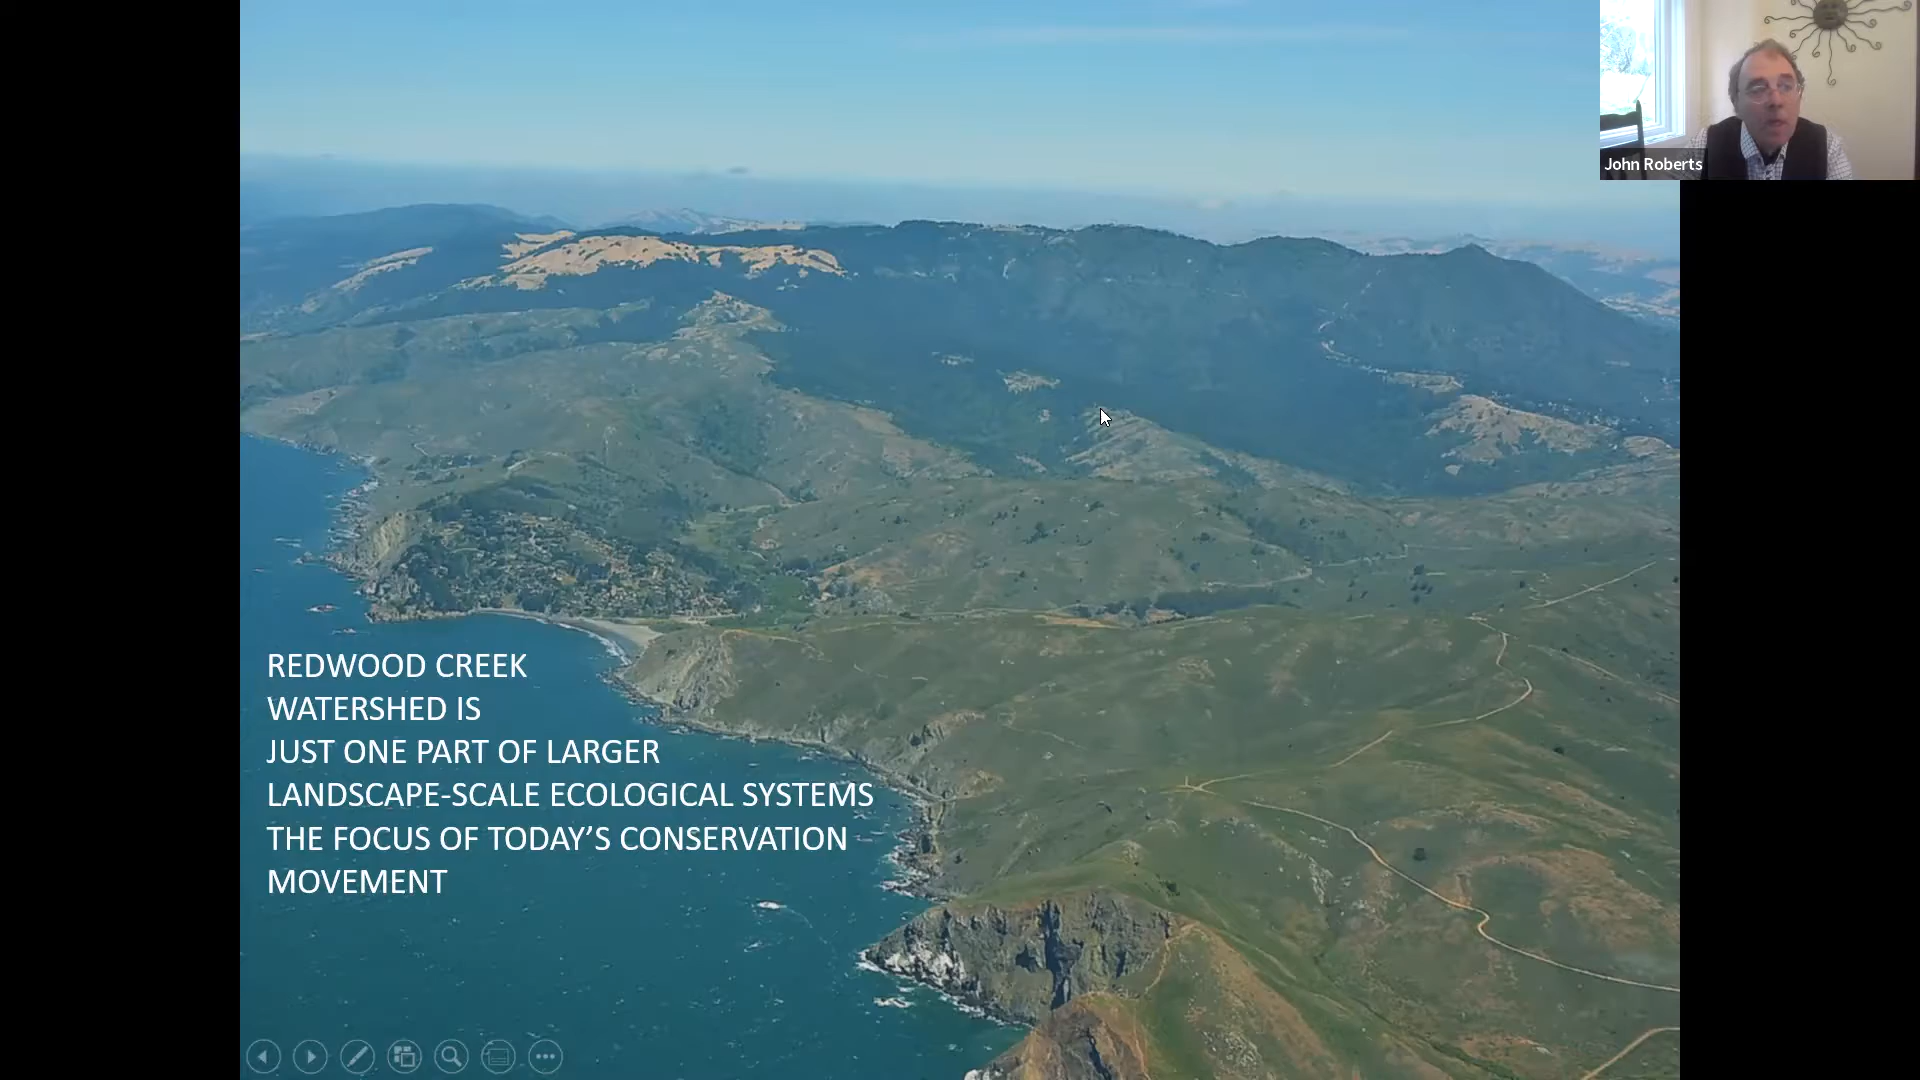 John Roberts
REDWOOD CREEK
WATERSHED IS
JUST ONE PART OF LARGER
LANDSCAPE-SCALE ECOLOGICAL SYSTEMS
THE FOCUS OF TODAY’S CONSERVATION
MOVEMENT